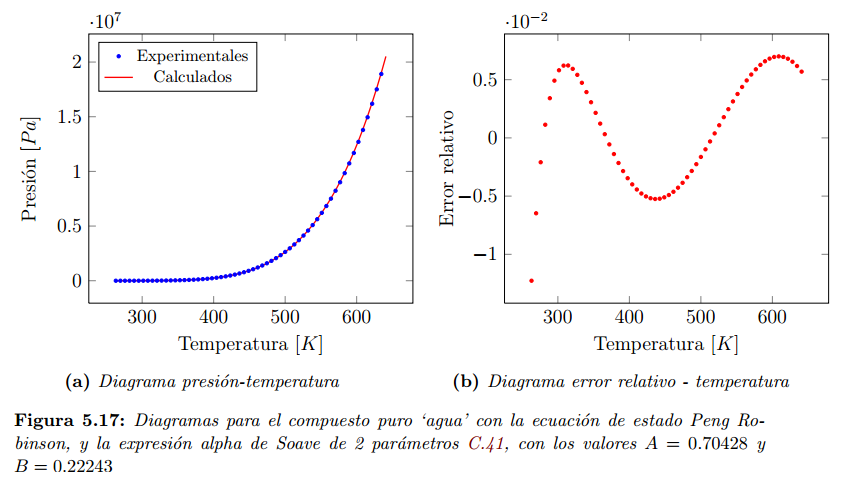 ·10⁷
2
1.5
1
0.5
0
Experimentales
Calculados
Presión [Pa]
300
400
500
600
Temperatura [K]
(a) Diagrama presión-temperatura
·10⁻²
0.5
0
−0.5
−1
Error relativo
300
400
500
600
Temperatura [K]
(b) Diagrama error relativo - temperatura
Figura 5.17: Diagramas para el compuesto puro ‘agua’ con la ecuación de estado Peng Ro-
binson, y la expresión alpha de Soave de 2 parámetros C.41, con los valores A = 0.70428 y
B = 0.22243